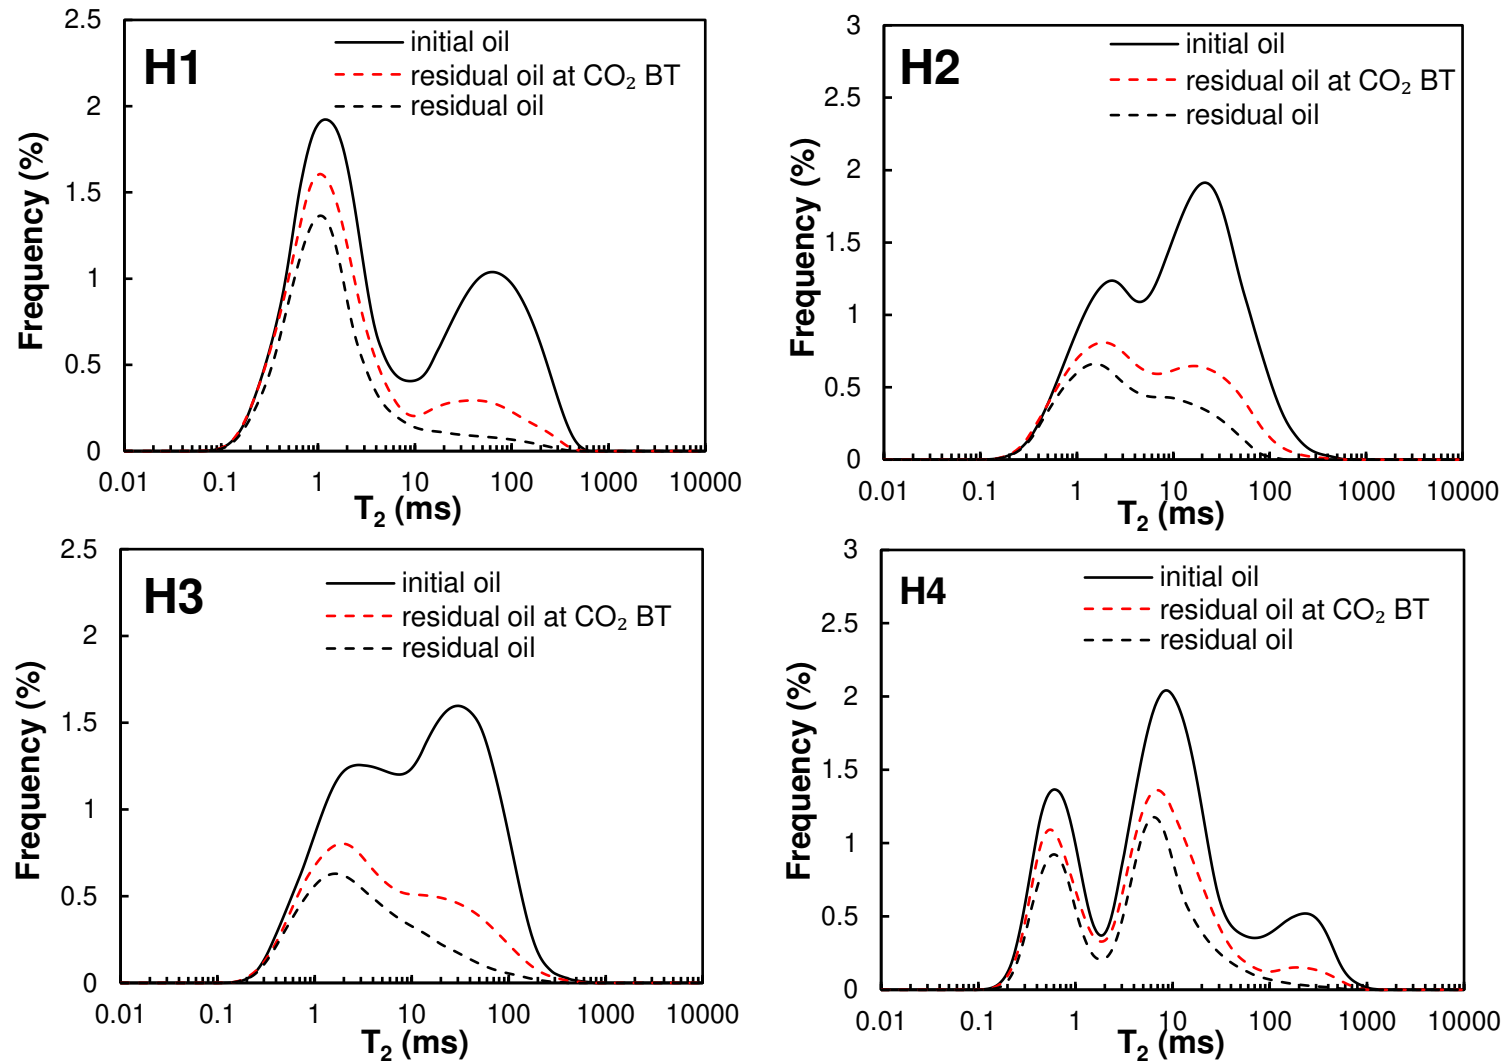 H1
initial oil
residual oil at CO₂ BT
residual oil
Frequency (%)
2.5
2
1.5
1
0.5
0
0.01 0.1 1 10 100 1000 10000
T₂ (ms)
H2
initial oil
residual oil at CO₂ BT
residual oil
Frequency (%)
3
2.5
2
1.5
1
0.5
0
0.01 0.1 1 10 100 1000 10000
T₂ (ms)
H3
initial oil
residual oil at CO₂ BT
residual oil
Frequency (%)
2.5
2
1.5
1
0.5
0
0.01 0.1 1 10 100 1000 10000
T₂ (ms)
H4
initial oil
residual oil at CO₂ BT
residual oil
Frequency (%)
3
2.5
2
1.5
1
0.5
0
0.01 0.1 1 10 100 1000 10000
T₂ (ms)